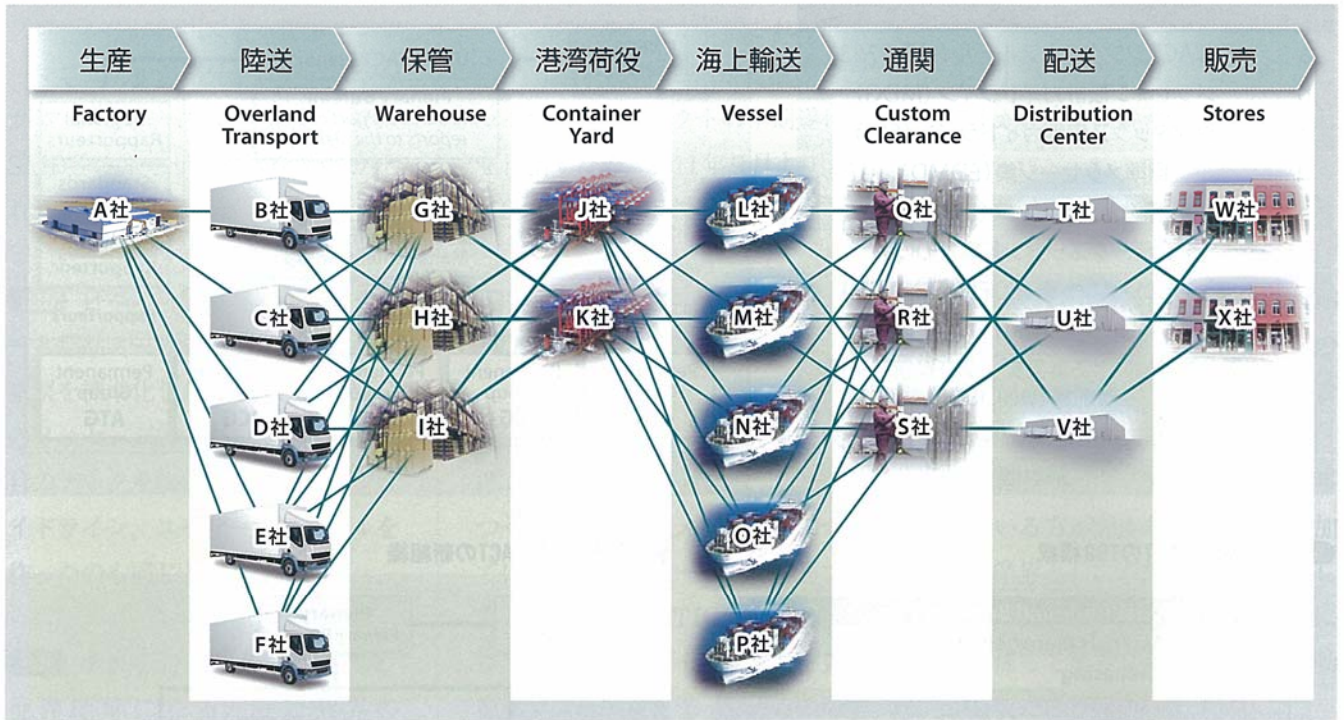 生産
陸送
保管
港湾荷役
海上輸送
通関
配送
販売
Factory
Overland
Transport
Warehouse
Container
Yard
Vessel
Custom
Clearance
Distribution
Center
Stores
A社
B社
G社
J社
L社
Q社
T社
W社
C社
H社
K社
M社
R社
U社
X社
D社
I社
N社
S社
V社
E社
O社
F社
P社